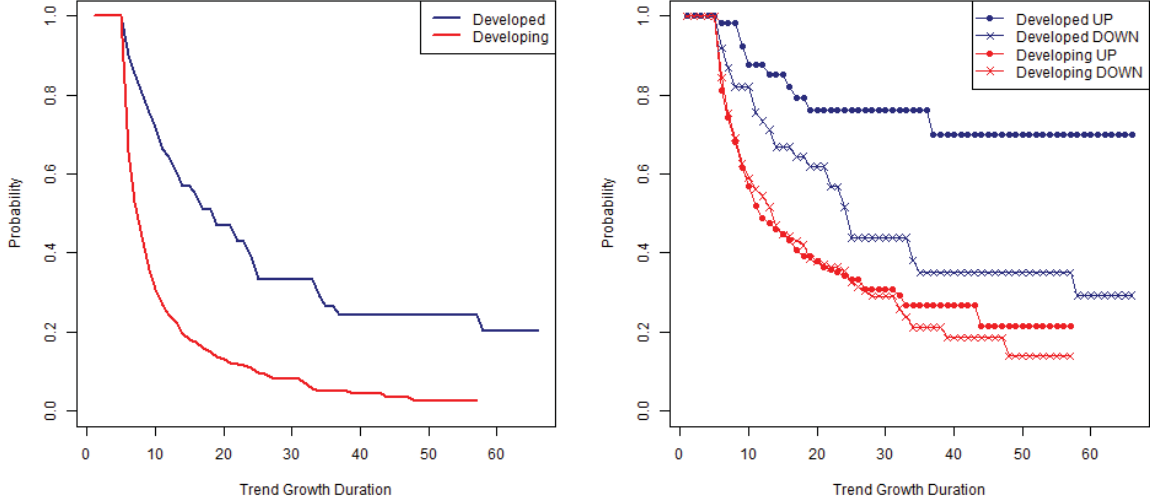 Developed
Developing
Probability
1.0
0.8
0.6
0.4
0.2
0.0
0 10 20 30 40 50 60
Trend Growth Duration
Developed UP
Developed DOWN
Developing UP
Developing DOWN
Probability
1.0
0.8
0.6
0.4
0.2
0.0
0 10 20 30 40 50 60
Trend Growth Duration